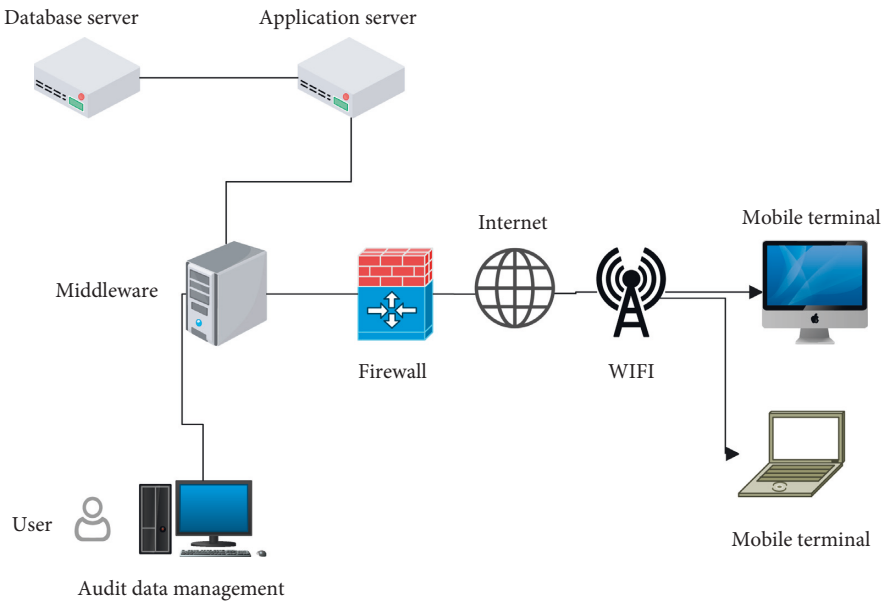 Database server
Application server
Internet
Mobile terminal
Middleware
Firewall
WIFI
User
Mobile terminal
Audit data management